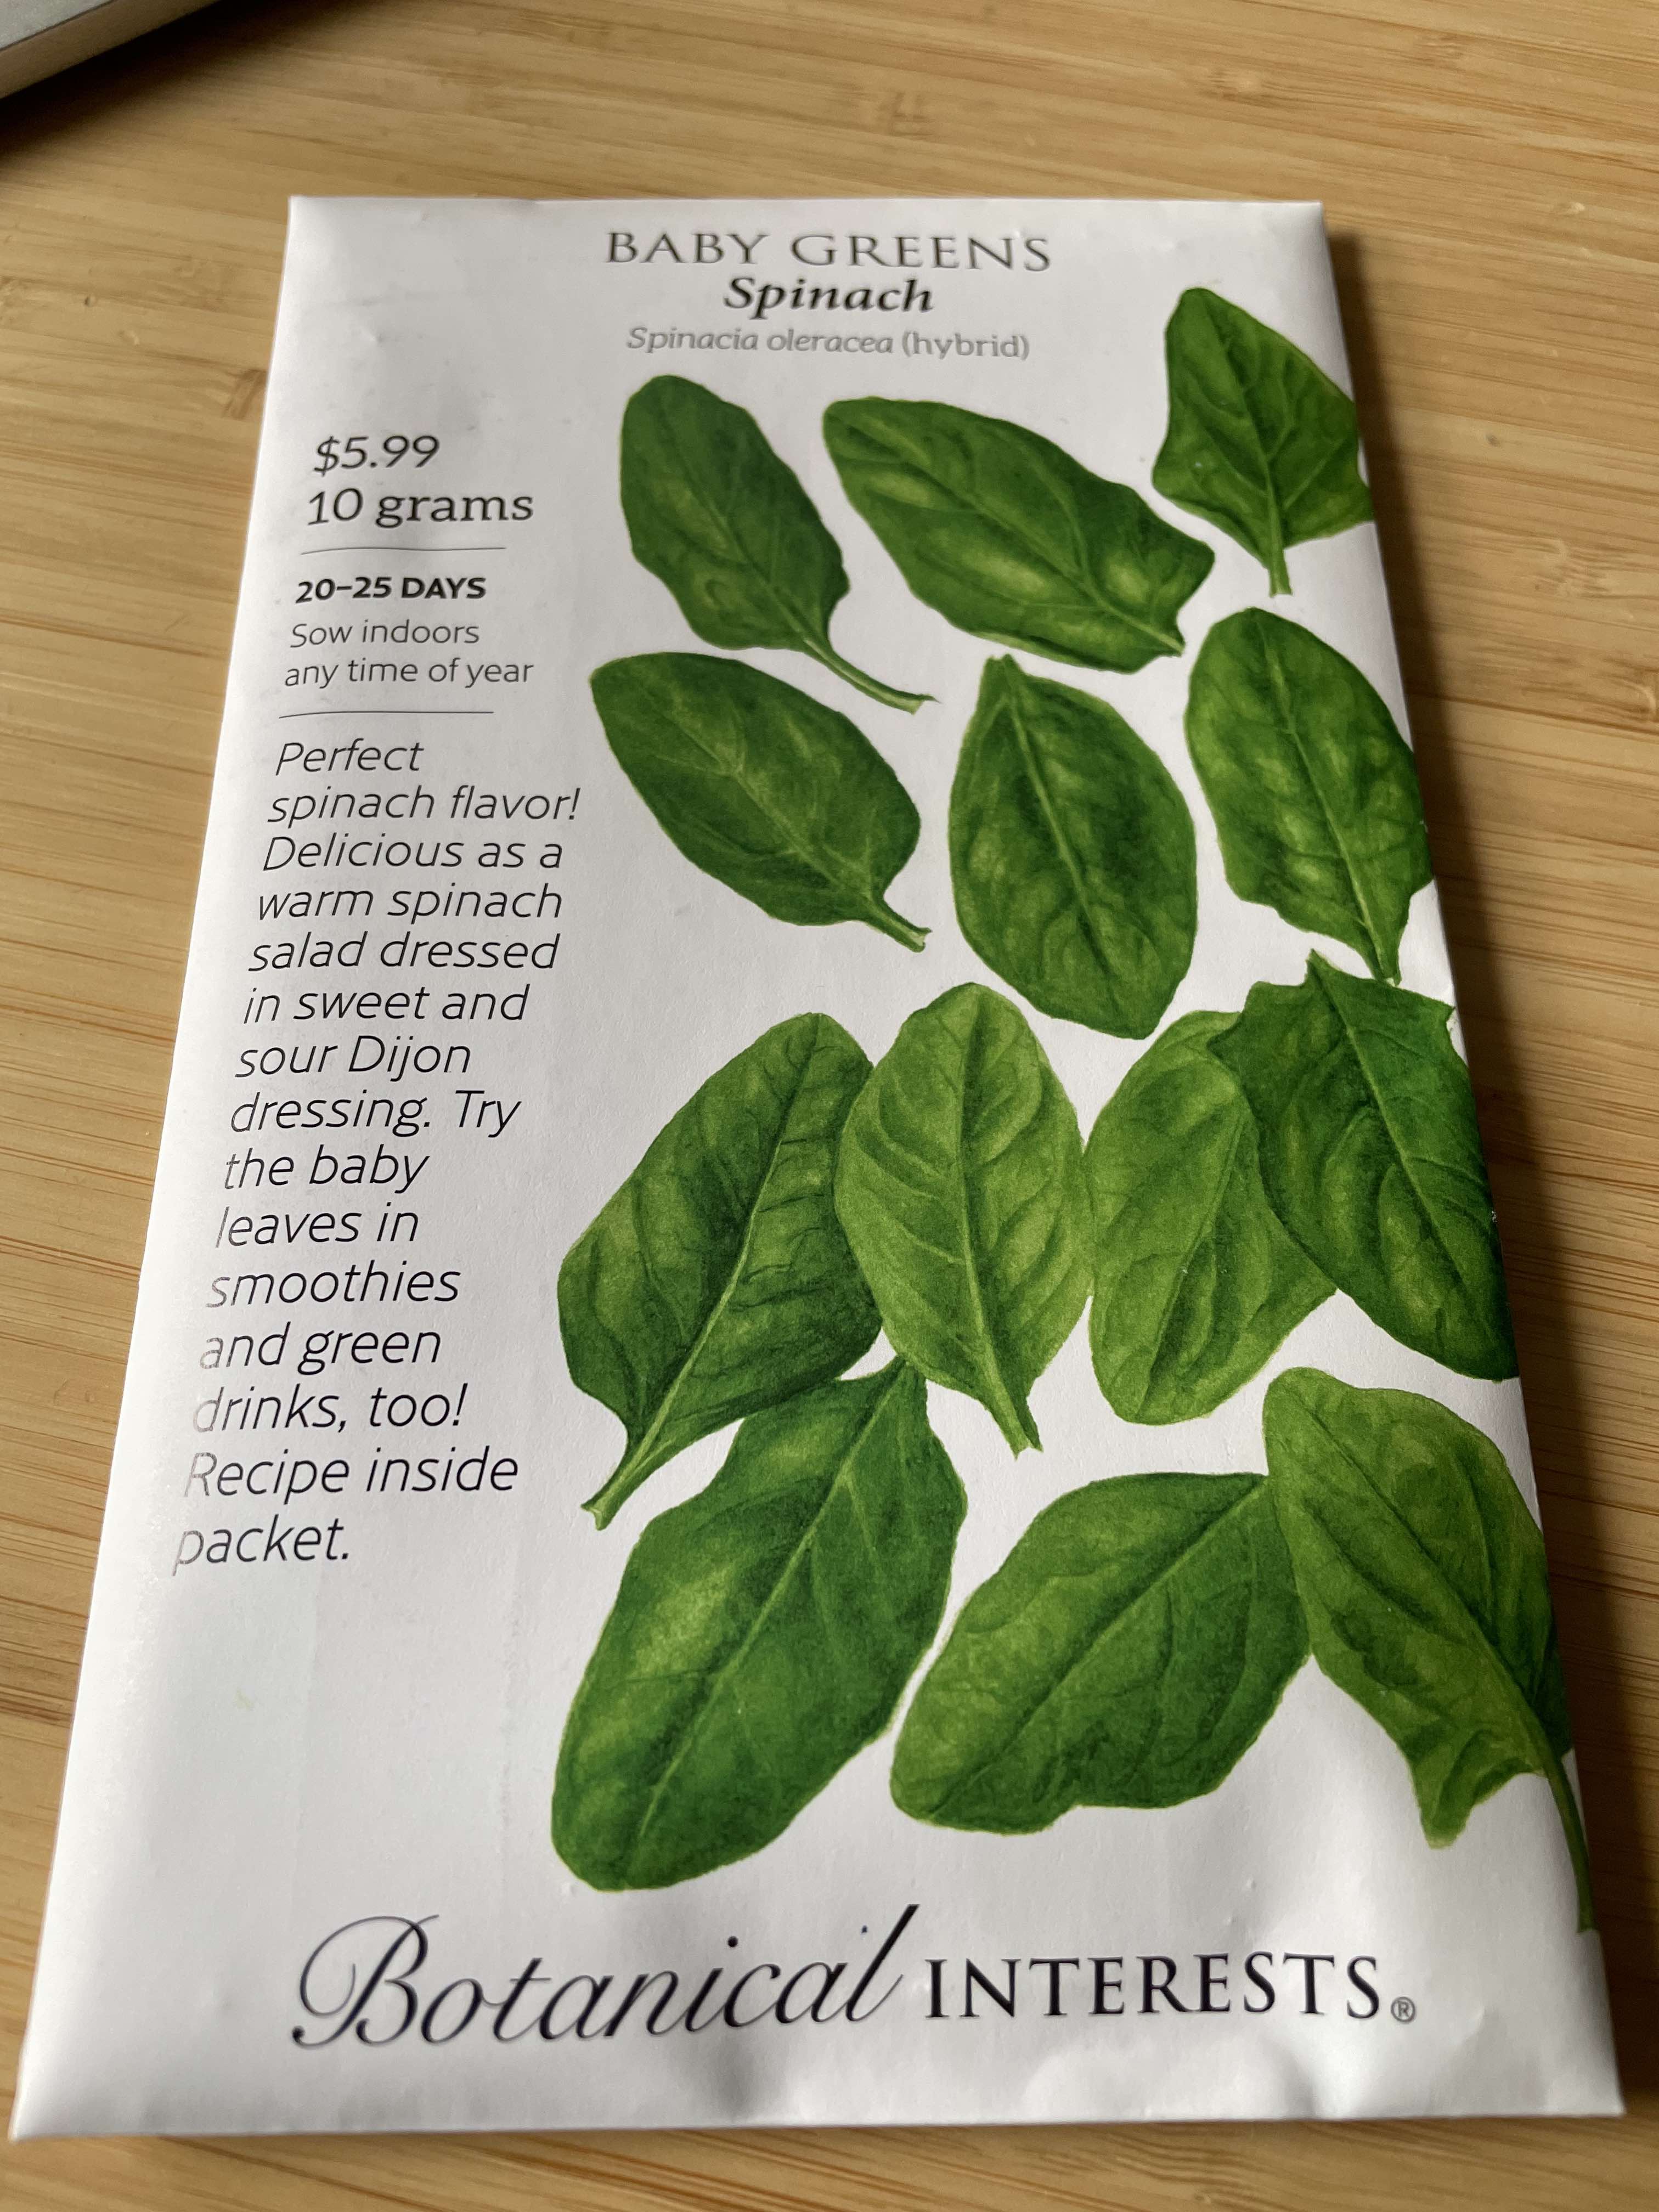 BABY GREENS
Spinach
Spinacia oleracea (hybrid)
$5.99
10 grams
20–25 DAYS
Sow indoors
any time of year
Perfect
spinach flavor!
Delicious as a
warm spinach
salad dressed
in sweet and
sour Dijon
dressing. Try
the baby
leaves in
smoothies
and green
drinks, too!
Recipe inside
packet.
Botanical INTERESTS®